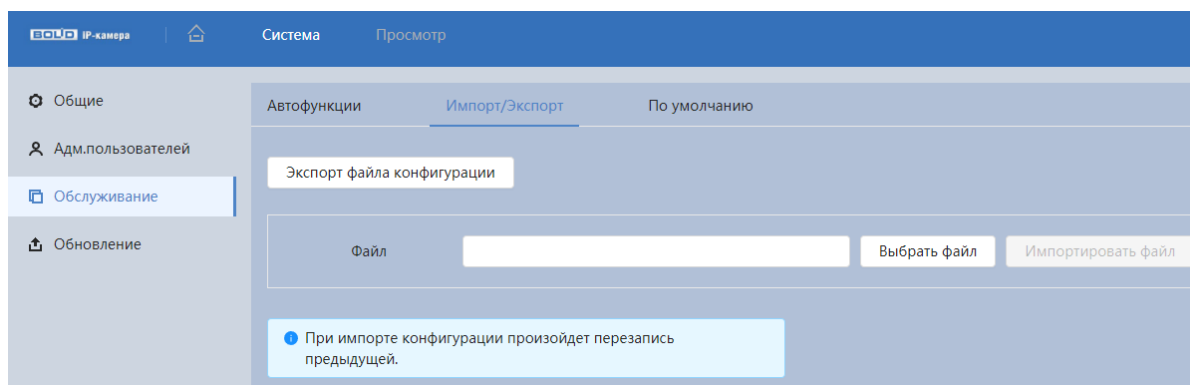 BOLID IP-камера Система Просмотр
Общие
Адм.пользователей
Обслуживание
Обновление
Автофункции Импорт/Экспорт По умолчанию
Экспорт файла конфигурации
Файл Выбрать файл Импортировать файл
При импорте конфигурации произойдет перезапись
предыдущей.